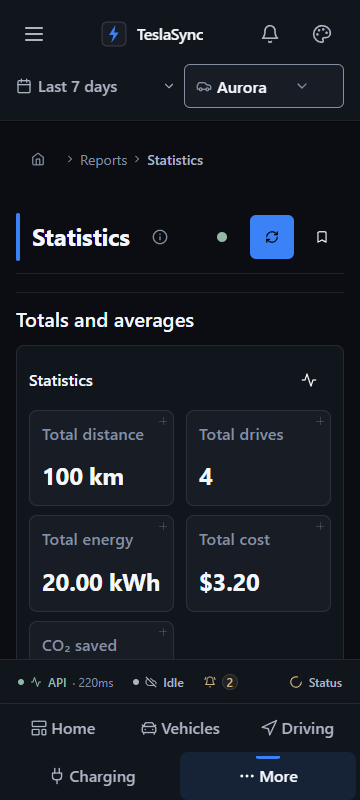 TeslaSync
Last 7 days
Aurora
Reports
Statistics
Statistics
Totals and averages
Statistics
Total distance
100 km
Total drives
4
Total energy
20.00 kWh
Total cost
$3.20
CO₂ saved
API · 220ms
Idle
2
Status
Home
Vehicles
Driving
Charging
More